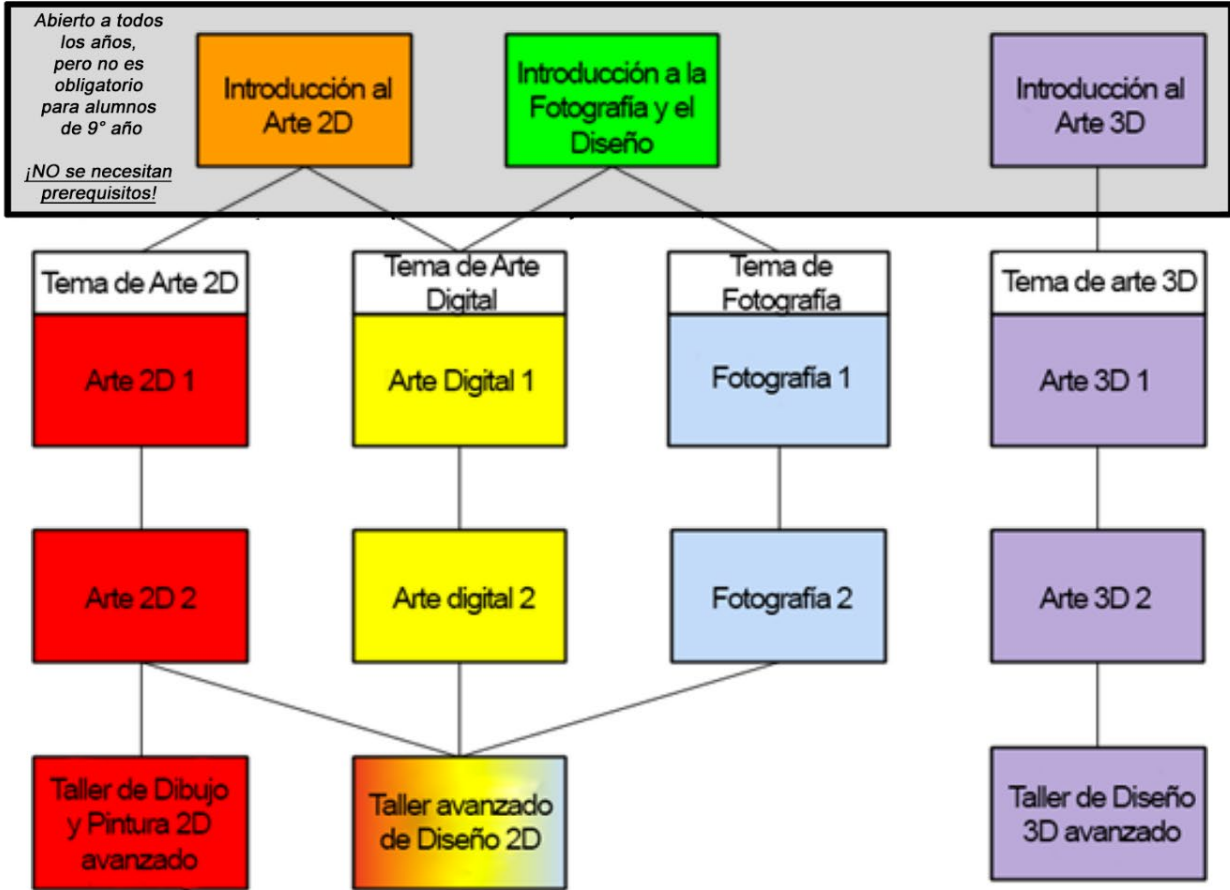 Abierto a todos
los años,
pero no es
obligatorio
para alumnos
de 9° año
¡NO se necesitan
prerequisitos!
Introducción al
Arte 2D
Introducción a la
Fotografía y el
Diseño
Introducción al
Arte 3D
Tema de Arte 2D
Tema de Arte
Digital
Tema de
Fotografía
Tema de arte 3D
Arte 2D 1
Arte Digital 1
Fotografía 1
Arte 3D 1
Arte 2D 2
Arte digital 2
Fotografía 2
Arte 3D 2
Taller de Dibujo
y Pintura 2D
avanzado
Taller avanzado
de Diseño 2D
Taller de Diseño
3D avanzado